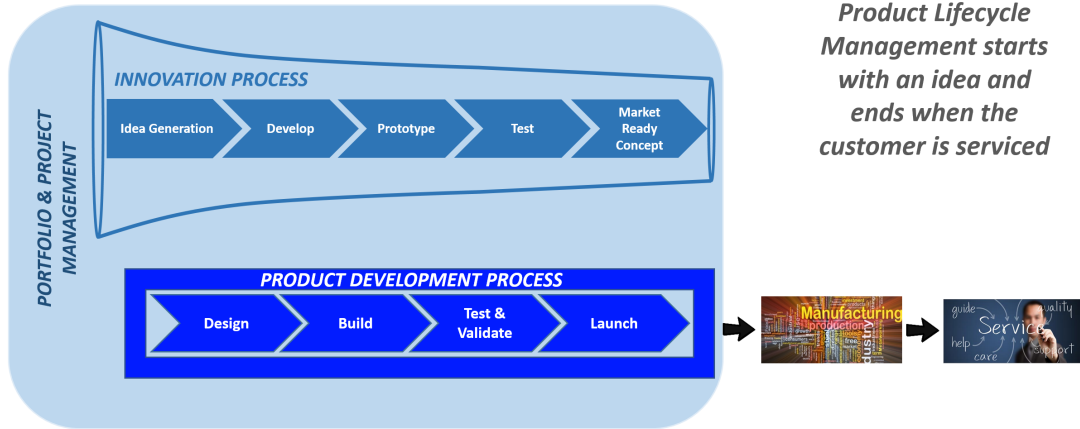 Product Lifecycle
Management starts
with an idea and
ends when the
customer is serviced
PORTFOLIO & PROJECT
MANAGEMENT
INNOVATION PROCESS
Idea Generation
Develop
Prototype
Test
Market
Ready
Concept
PRODUCT DEVELOPMENT PROCESS
Design
Build
Test &
Validate
Launch
Manufacturing
production
industry
guide
quality
Service
help
care
support